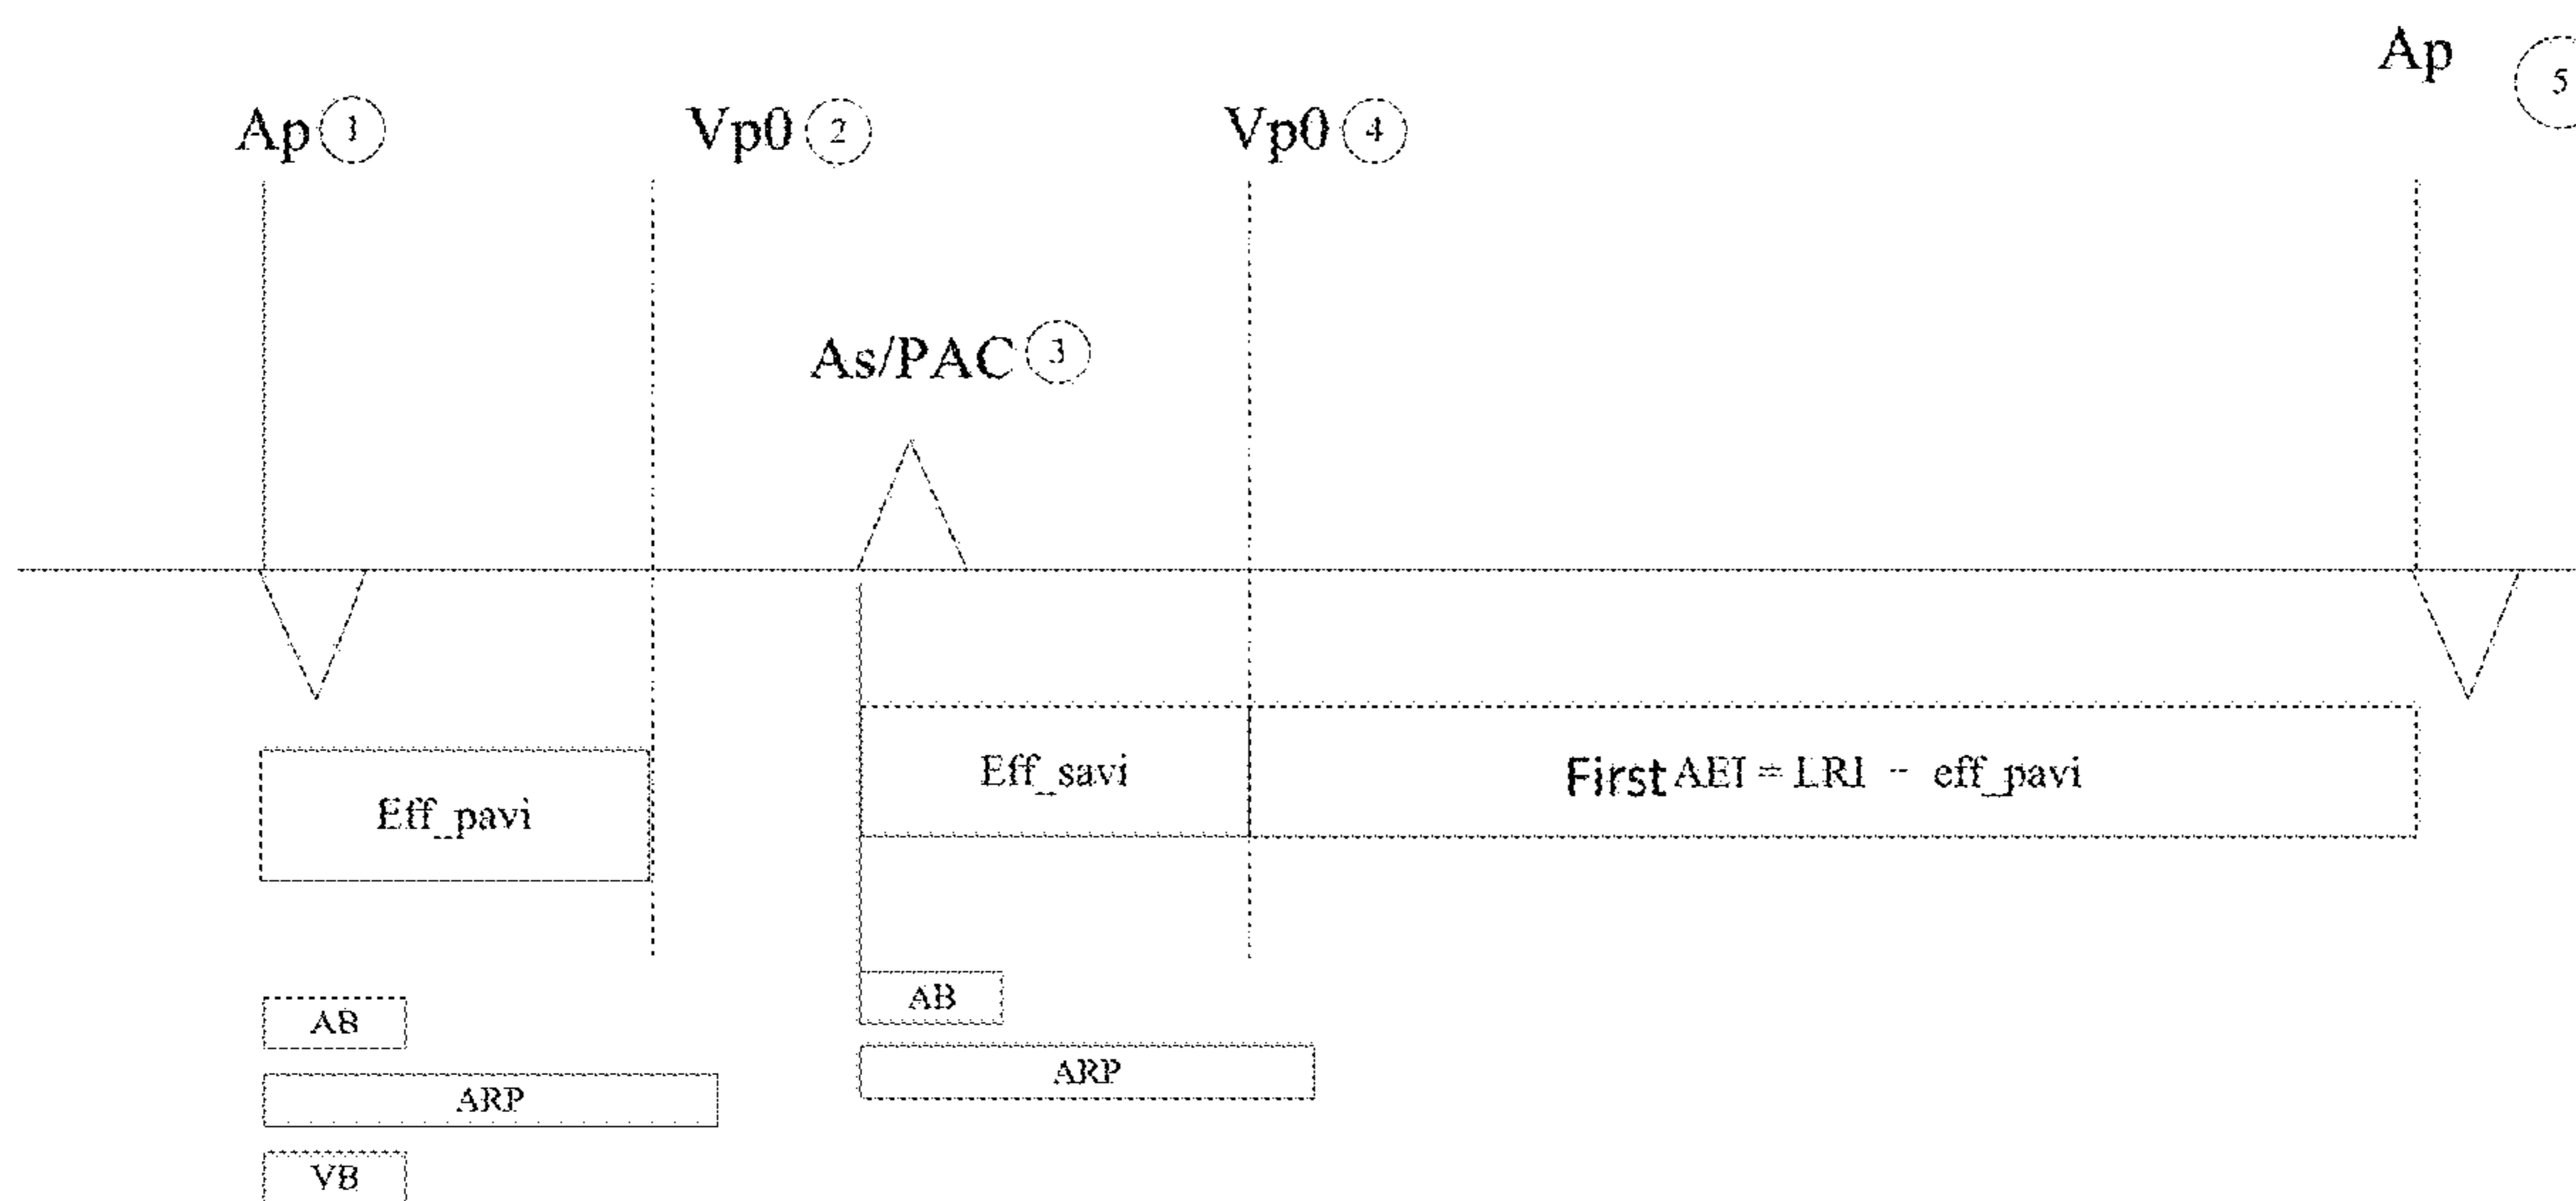 Ap 5
Ap 1 Vp0 2 Vp0 4
As/PAC 3
Eff_savi First AEI = LRI - eff_pavi
Eff_pavi
AB
AB
ARP
ARP
VB